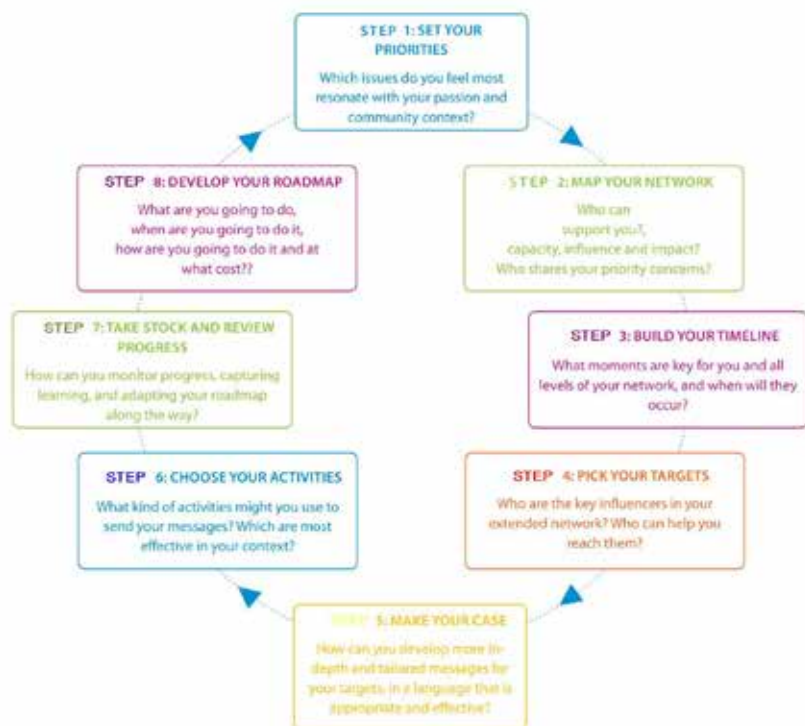 STEP 1: SET YOUR
PRIORITIES
Which issues do you feel most
resonate with your passion and
community context?
STEP 2: MAP YOUR NETWORK
Who can
support you?,
capacity, influence and impact?
Who shares your priority concerns?
STEP 3: BUILD YOUR TIMELINE
What moments are key for you and all
levels of your network, and when will they
occur?
STEP 4: PICK YOUR TARGETS
Who are the key influencers in your
extended network? Who can help you
reach them?
STEP 5: MAKE YOUR CASE
How can you develop more in-
depth and tailored messages for
your targets, in a language that is
appropriate and effective?
STEP 6: CHOOSE YOUR ACTIVITIES
What kind of activities might you use to
send your messages? Which are most
effective in your context?
STEP 7: TAKE STOCK AND REVIEW
PROGRESS
How can you monitor progress, capturing
learning, and adapting your roadmap
along the way?
STEP 8: DEVELOP YOUR ROADMAP
What are you going to do,
when are you going to do it,
how are you going to do it and at
what cost??